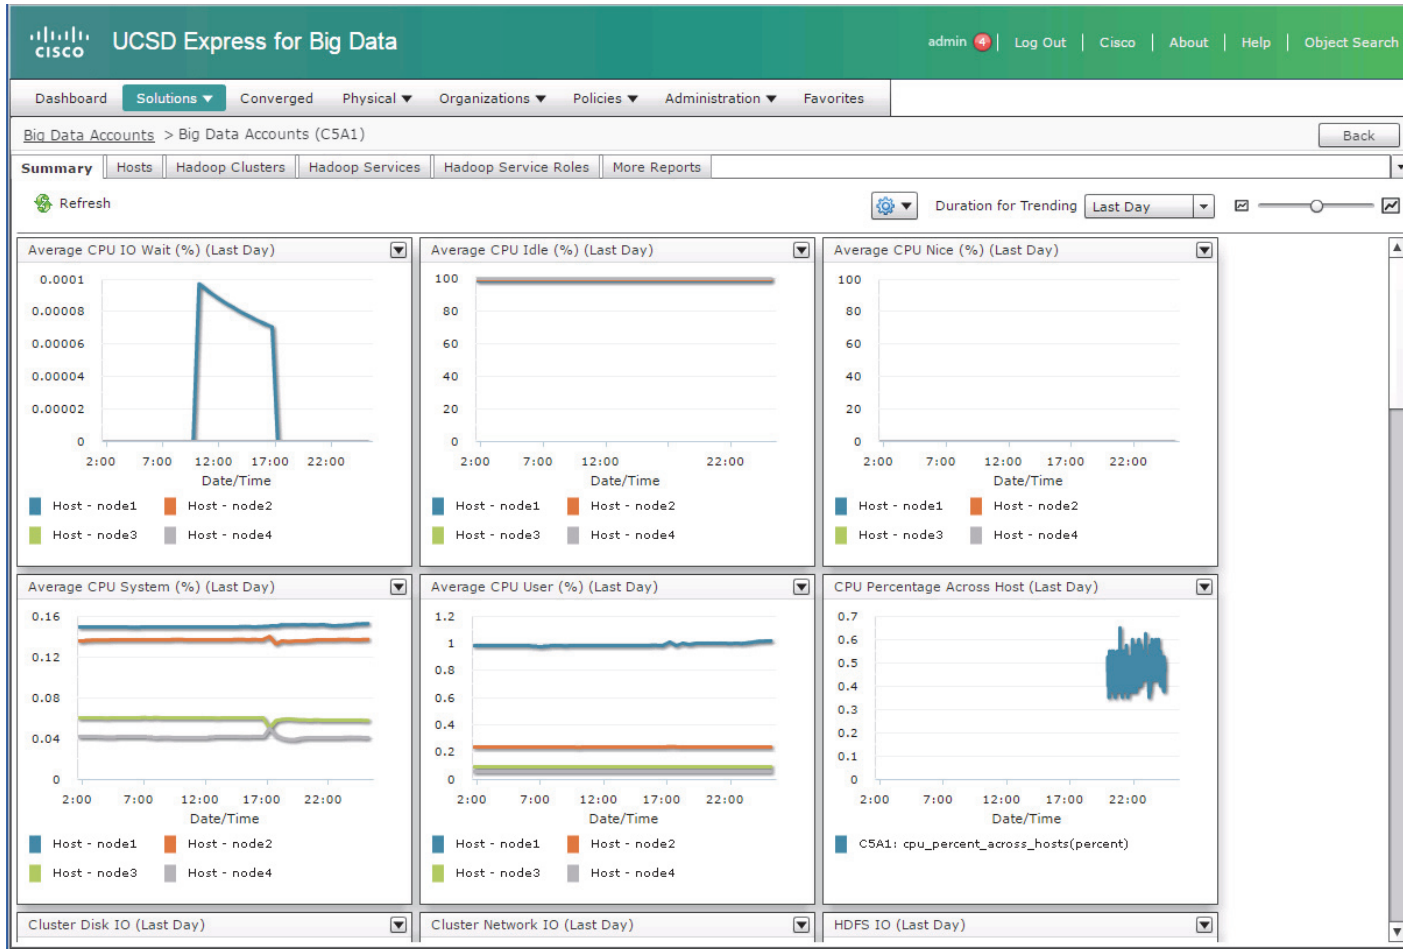 cisco UCSD Express for Big Data admin 4 | Log Out | Cisco | About | Help | Object Search
Dashboard Solutions Converged Physical Organizations Policies Administration Favorites
Big Data Accounts > Big Data Accounts (C5A1) Back
Summary Hosts Hadoop Clusters Hadoop Services Hadoop Service Roles More Reports
Refresh Duration for Trending Last Day
Average CPU IO Wait (%) (Last Day)
0.0001
0.00008
0.00006
0.00004
0.00002
0
2:00 7:00 12:00 17:00 22:00
Date/Time
Host - node1 Host - node2
Host - node3 Host - node4
Average CPU Idle (%) (Last Day)
100
80
60
40
20
0
2:00 7:00 12:00 22:00
Date/Time
Host - node1 Host - node2
Host - node3 Host - node4
Average CPU Nice (%) (Last Day)
100
80
60
40
20
0
2:00 7:00 12:00 17:00 22:00
Date/Time
Host - node1 Host - node2
Host - node3 Host - node4
Average CPU System (%) (Last Day)
0.16
0.12
0.08
0.04
0
2:00 7:00 12:00 17:00 22:00
Date/Time
Host - node1 Host - node2
Host - node3 Host - node4
Average CPU User (%) (Last Day)
1.2
1
0.8
0.6
0.4
0.2
0
2:00 7:00 12:00 17:00 22:00
Date/Time
Host - node1 Host - node2
Host - node3 Host - node4
CPU Percentage Across Host (Last Day)
0.7
0.6
0.5
0.4
0.3
0.2
0.1
0
2:00 7:00 12:00 17:00 22:00
Date/Time
C5A1: cpu_percent_across_hosts(percent)
Cluster Disk IO (Last Day)
Cluster Network IO (Last Day)
HDFS IO (Last Day)